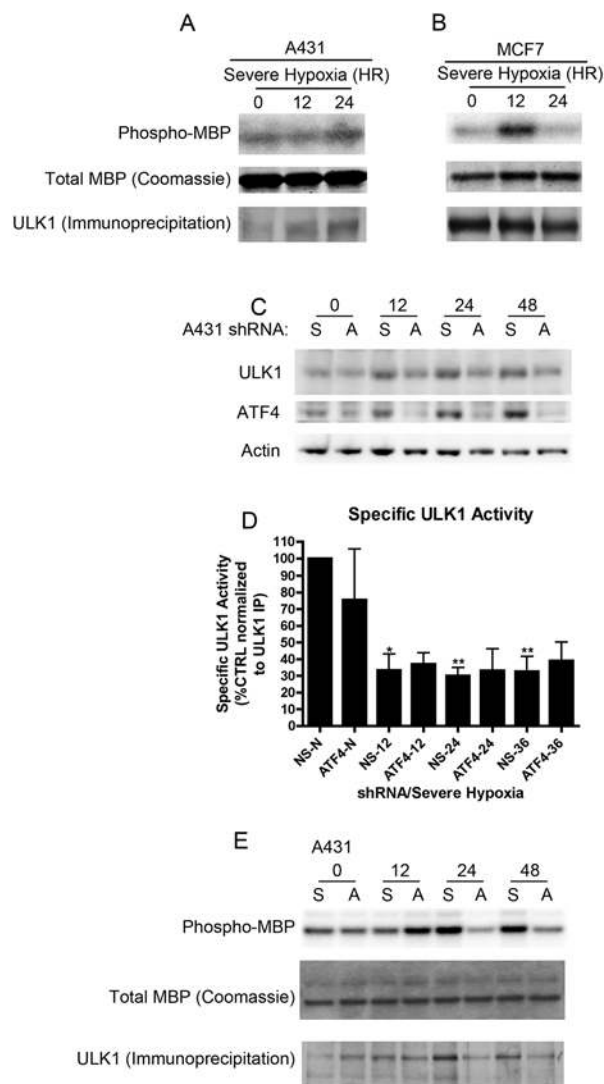 A
B
A431
MCF7
Severe Hypoxia (HR)
Severe Hypoxia (HR)
0 12 24
0 12 24
Phospho-MBP
Total MBP (Coomassie)
ULK1 (Immunoprecipitation)
C
0 12 24 48
A431 shRNA: S A S A S A S A
ULK1
ATF4
Actin
D
Specific ULK1 Activity
Specific ULK1 Activity
(%CTRL normalized
to ULK1 IP)
110
100
90
80
70
60
50
40
30
20
10
0
* ** **
NS-N ATF4-N NS-12 ATF4-12 NS-24 ATF4-24 NS-36 ATF4-36
shRNA/Severe Hypoxia
E
A431
0 12 24 48
S A S A S A S A
Phospho-MBP
Total MBP (Coomassie)
ULK1 (Immunoprecipitation)